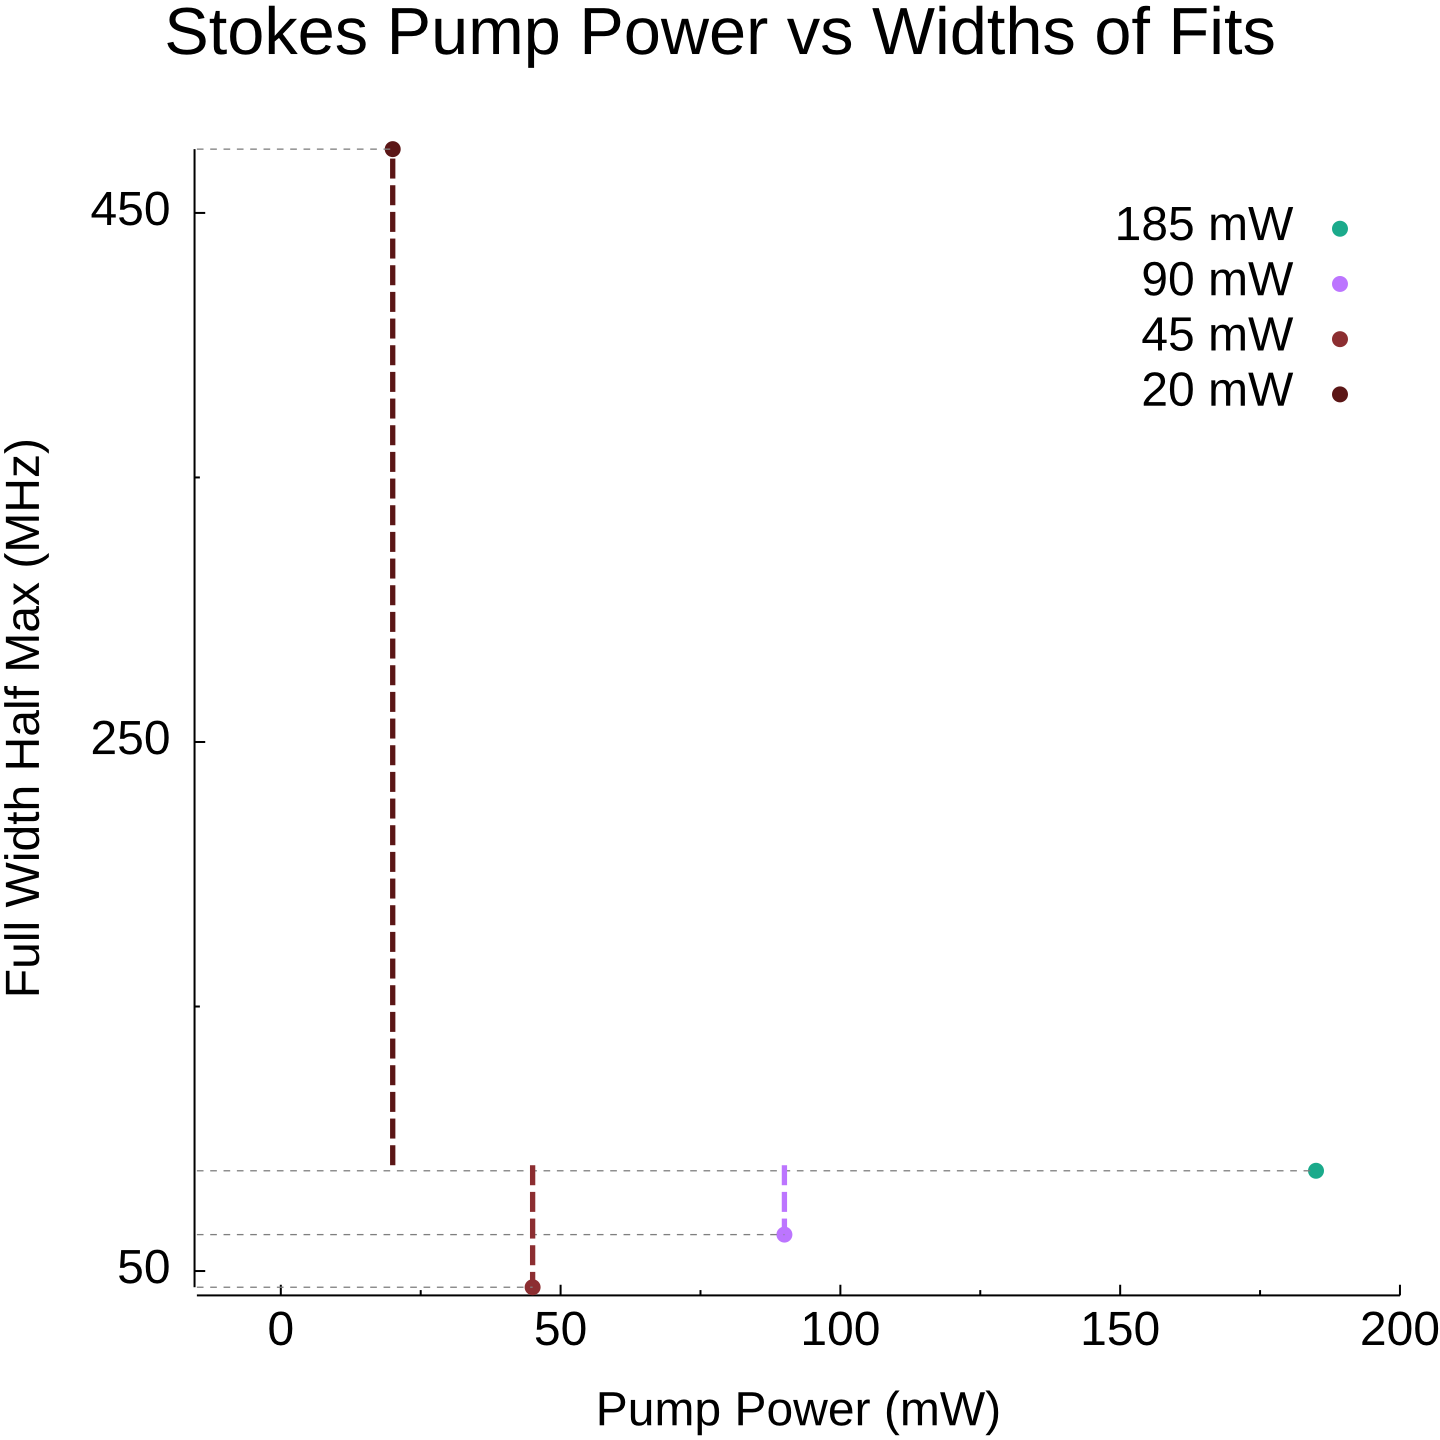 Stokes Pump Power vs Widths of Fits
450
250
50
Full Width Half Max (MHz)
185 mW
90 mW
45 mW
20 mW
0 50 100 150 200
Pump Power (mW)